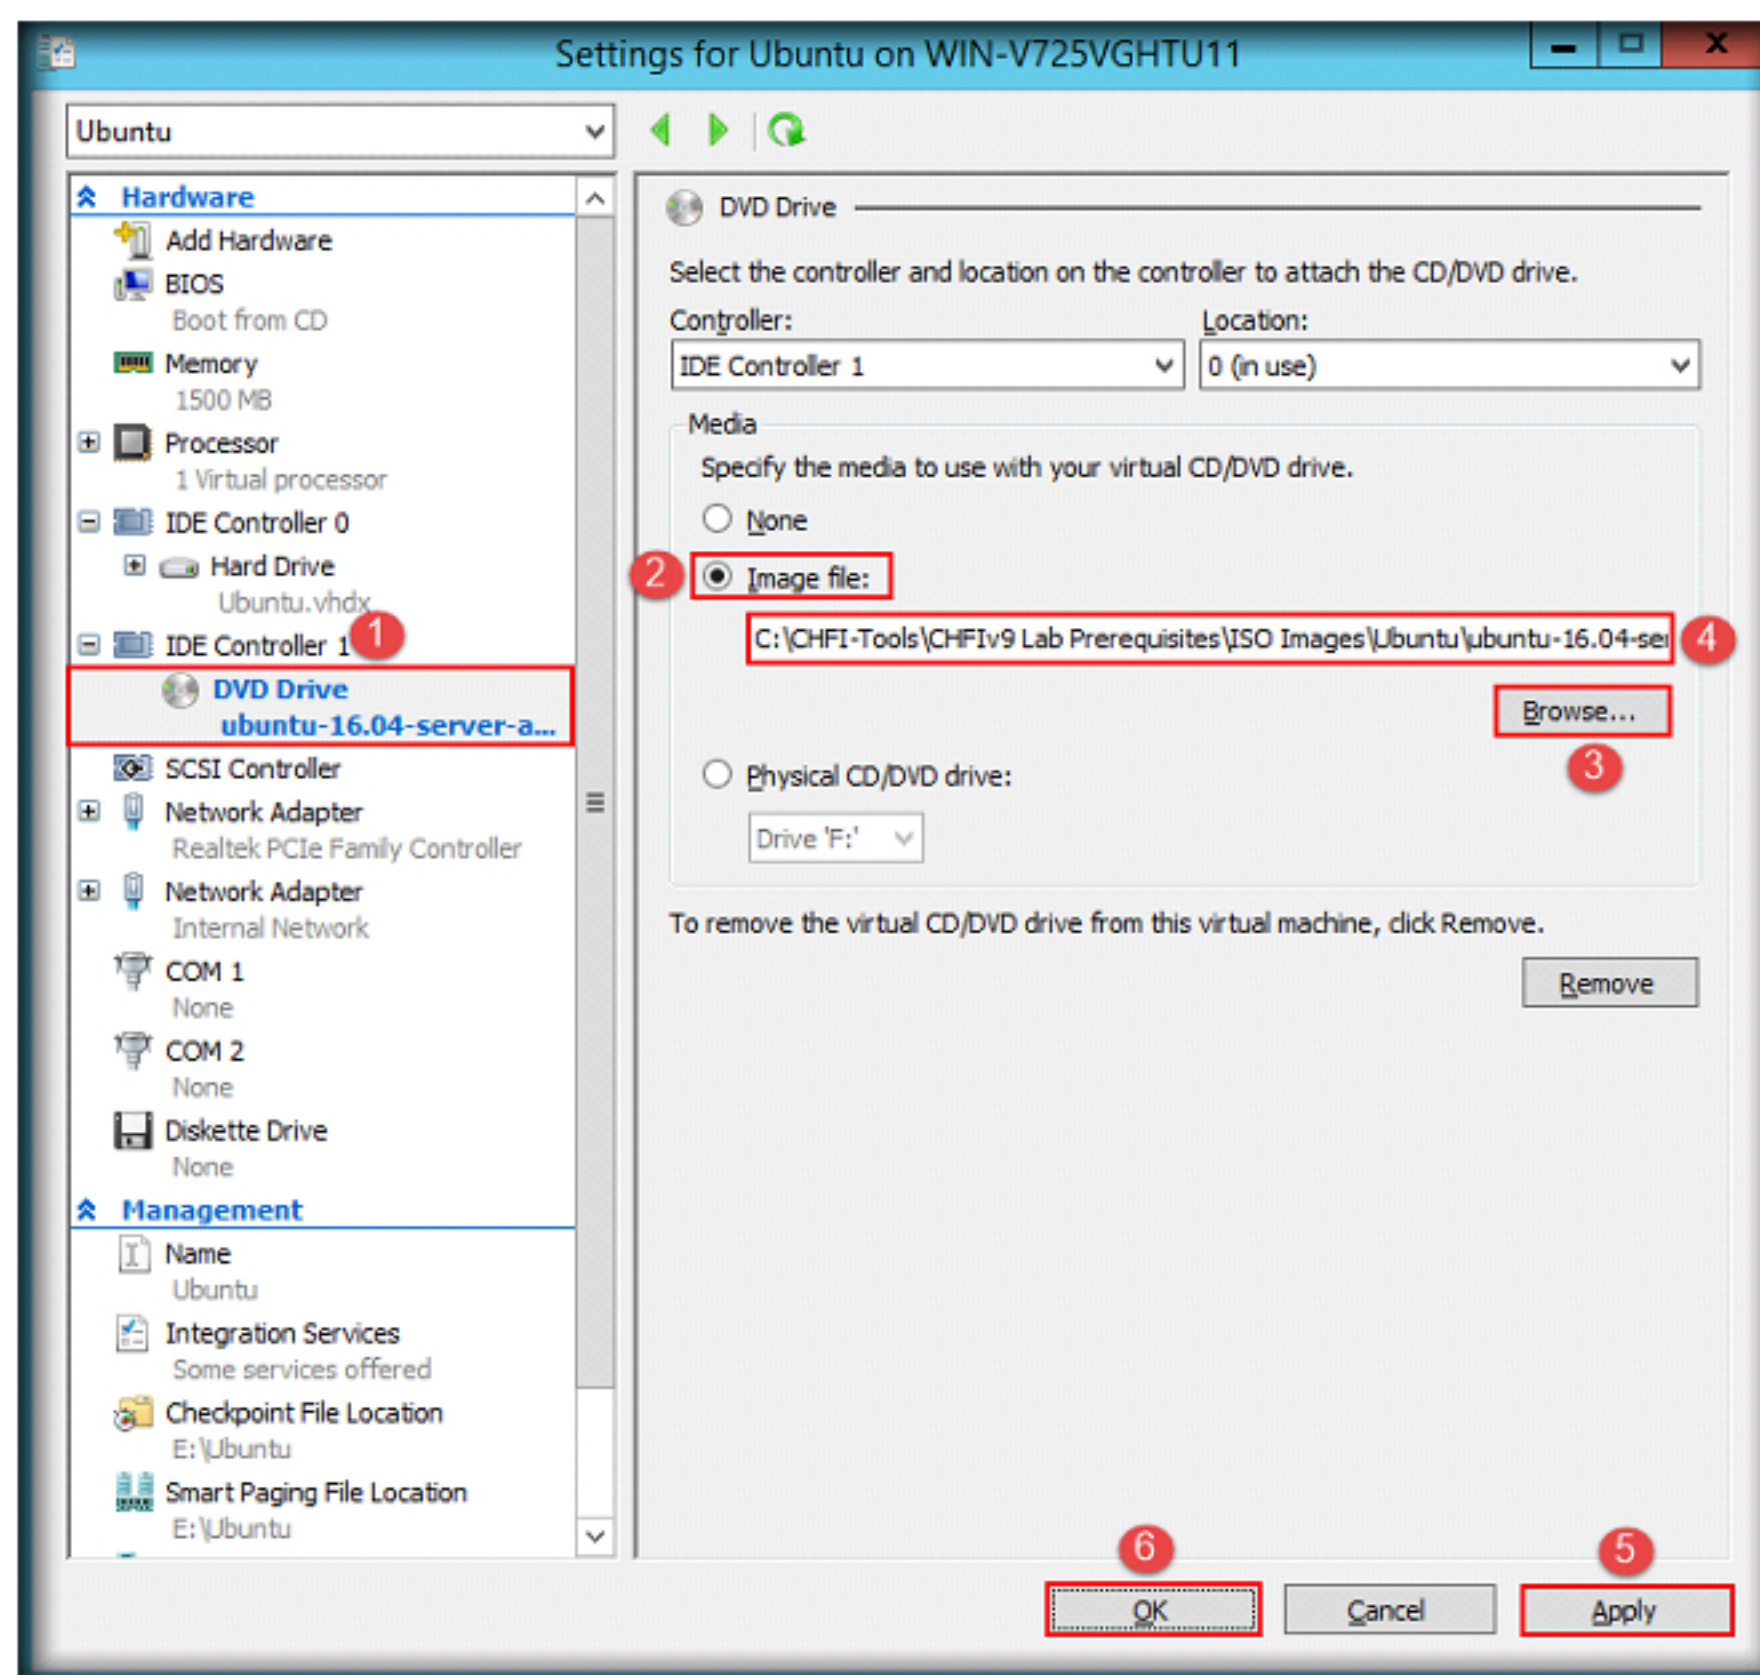 Settings for Ubuntu on WIN-V725VGHTU11
Ubuntu
Hardware
Add Hardware
BIOS
Boot from CD
Memory
1500 MB
Processor
1 Virtual processor
IDE Controller 0
Hard Drive
Ubuntu.vhdx
1
IDE Controller 1
DVD Drive
ubuntu-16.04-server-a...
SCSI Controller
Network Adapter
Realtek PCIe Family Controller
Network Adapter
Internal Network
COM 1
None
COM 2
None
Diskette Drive
None
Management
Name
Ubuntu
Integration Services
Some services offered
Checkpoint File Location
E:\Ubuntu
Smart Paging File Location
E:\Ubuntu
DVD Drive
Select the controller and location on the controller to attach the CD/DVD drive.
Controller: Location:
IDE Controller 1 0 (in use)
Media
Specify the media to use with your virtual CD/DVD drive.
None
2 Image file:
C:\CHFI-Tools\CHFIv9 Lab Prerequisites\ISO Images\Ubuntu\ubuntu-16.04-ser 4
Browse...
3
Physical CD/DVD drive:
Drive 'F:'
To remove the virtual CD/DVD drive from this virtual machine, click Remove.
Remove
6 5
OK Cancel Apply